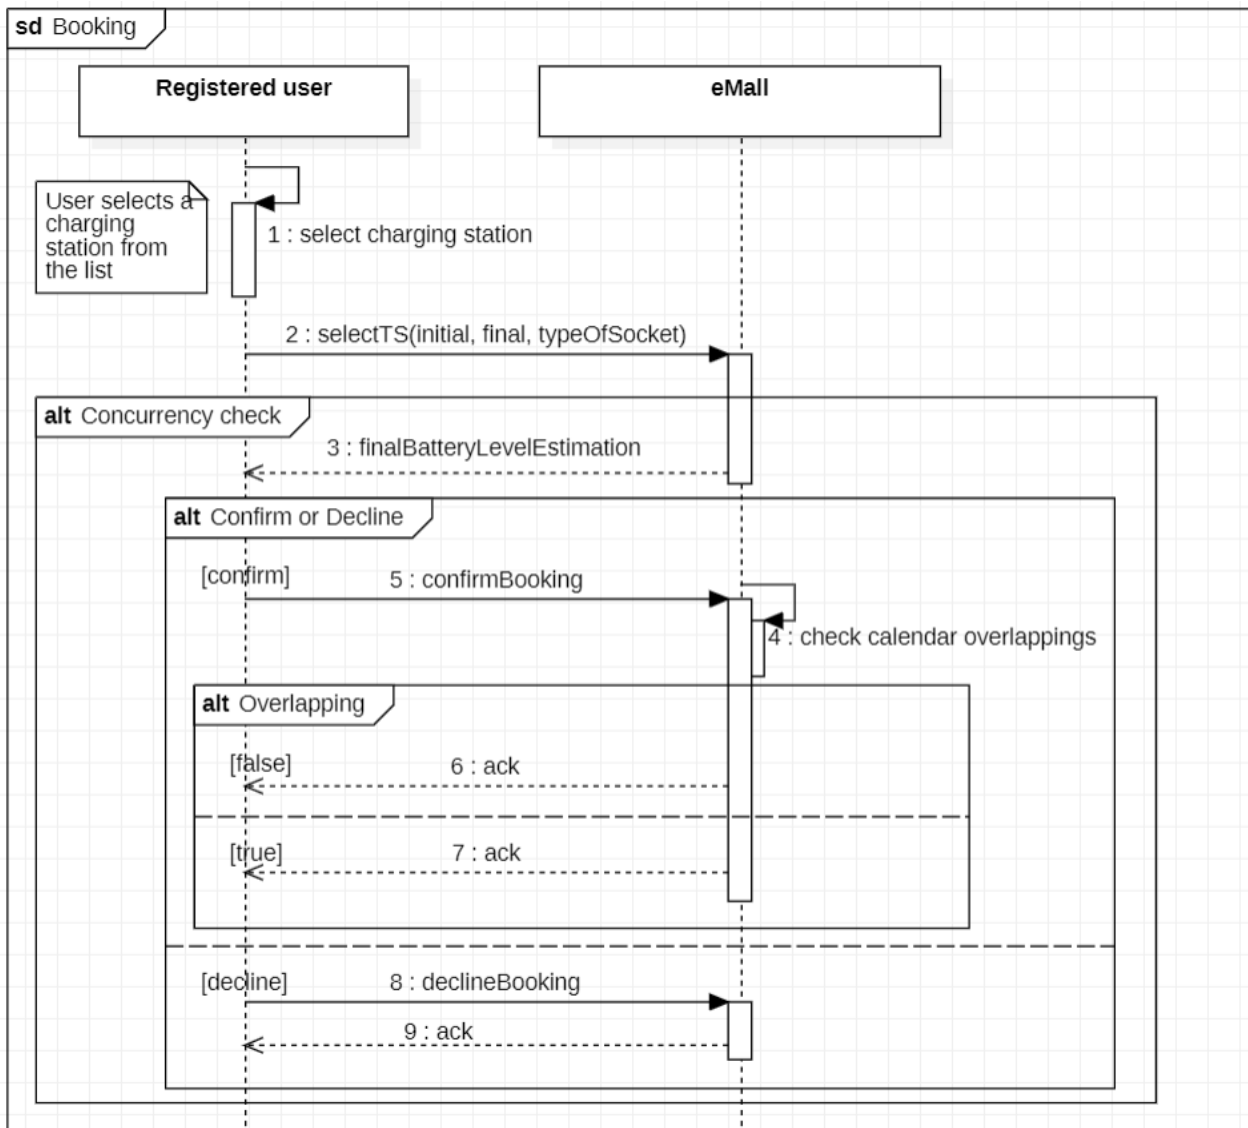 sd Booking
Registered user
eMall
User selects a
charging
station from
the list
1 : select charging station
2 : selectTS(initial, final, typeOfSocket)
alt Concurrency check
3 : finalBatteryLevelEstimation
alt Confirm or Decline
[confirm]
5 : confirmBooking
4 : check calendar overlappings
alt Overlapping
[false]
6 : ack
[true]
7 : ack
[decline]
8 : declineBooking
9 : ack